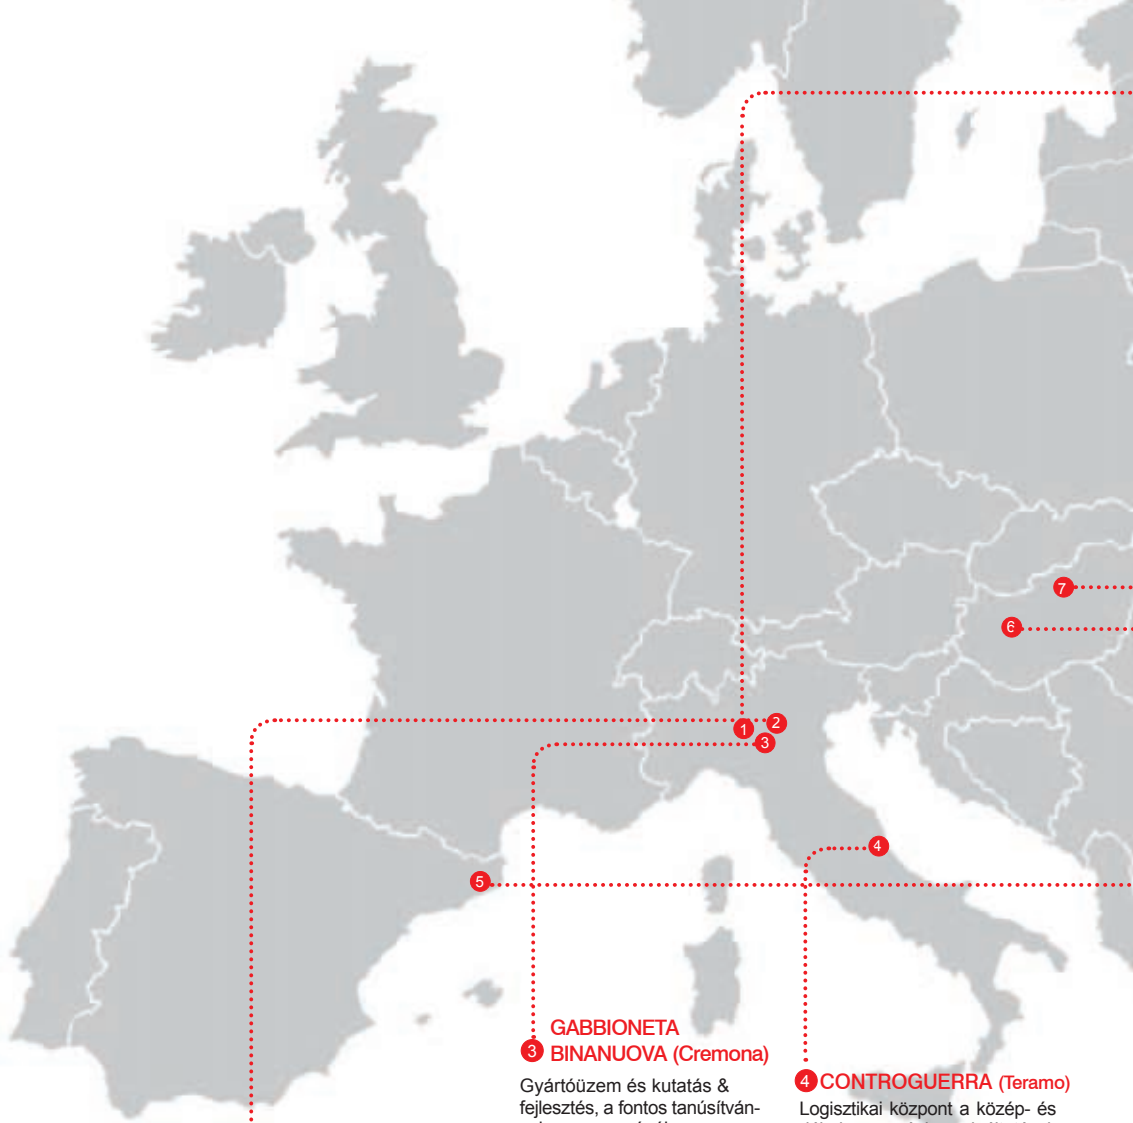 7
6
1
2
3
4
5
GABBIONETA
3 BINANUOVA (Cremona)
Gyártóüzem és kutatás &
fejlesztés, a fontos tanúsítván-
4 CONTROGUERRA (Teramo)
Logisztikai központ a közép- és